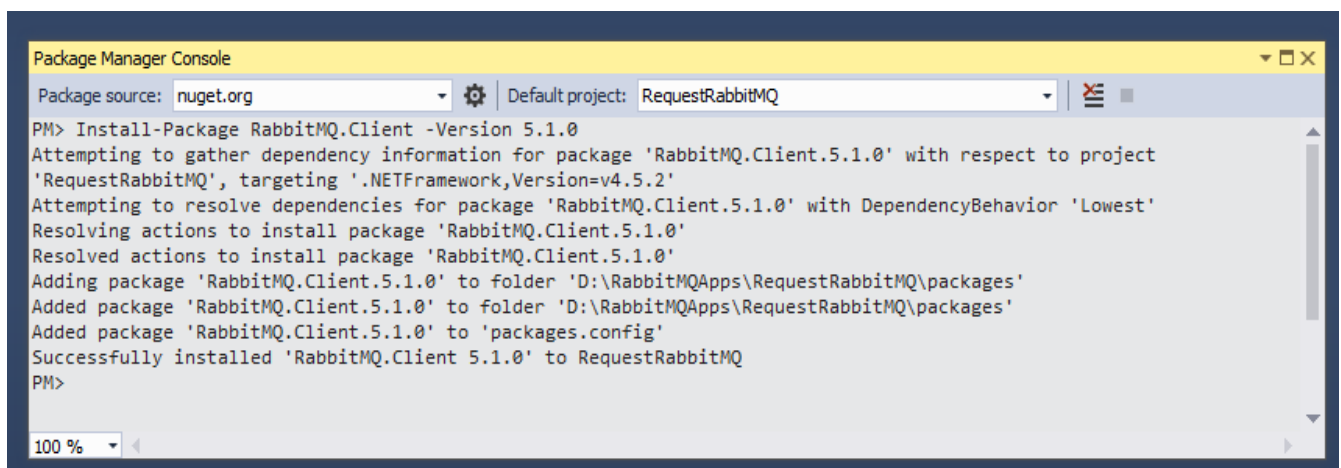 Package Manager Console
Package source: nuget.org Default project: RequestRabbitMQ
PM> Install-Package RabbitMQ.Client -Version 5.1.0
Attempting to gather dependency information for package 'RabbitMQ.Client.5.1.0' with respect to project
'RequestRabbitMQ', targeting '.NETFramework,Version=v4.5.2'
Attempting to resolve dependencies for package 'RabbitMQ.Client.5.1.0' with DependencyBehavior 'Lowest'
Resolving actions to install package 'RabbitMQ.Client.5.1.0'
Resolved actions to install package 'RabbitMQ.Client.5.1.0'
Adding package 'RabbitMQ.Client.5.1.0' to folder 'D:\RabbitMQApps\RequestRabbitMQ\packages'
Added package 'RabbitMQ.Client.5.1.0' to folder 'D:\RabbitMQApps\RequestRabbitMQ\packages'
Added package 'RabbitMQ.Client.5.1.0' to 'packages.config'
Successfully installed 'RabbitMQ.Client 5.1.0' to RequestRabbitMQ
PM>
100 %